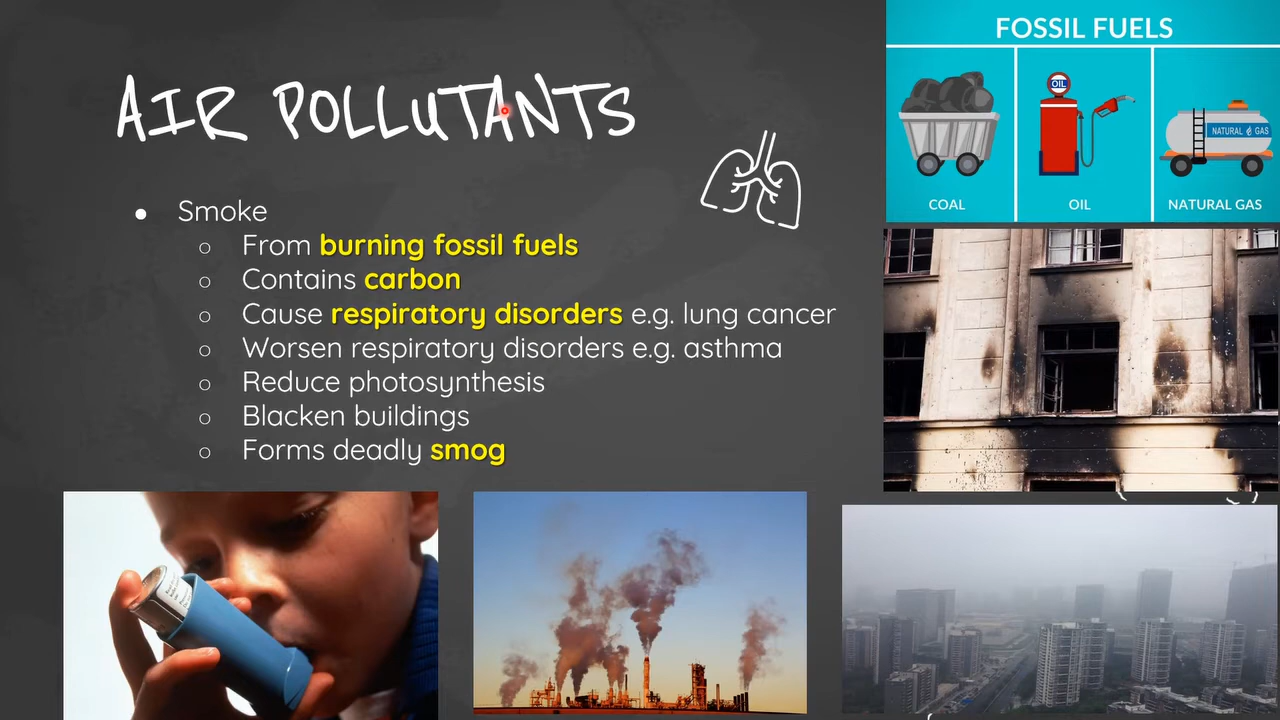 AIR POLLUTANTS
● Smoke
○ From burning fossil fuels
○ Contains carbon
○ Cause respiratory disorders e.g. lung cancer
○ Worsen respiratory disorders e.g. asthma
○ Reduce photosynthesis
○ Blacken buildings
○ Forms deadly smog
FOSSIL FUELS
OIL
NATURAL GAS
COAL
OIL
NATURAL GAS